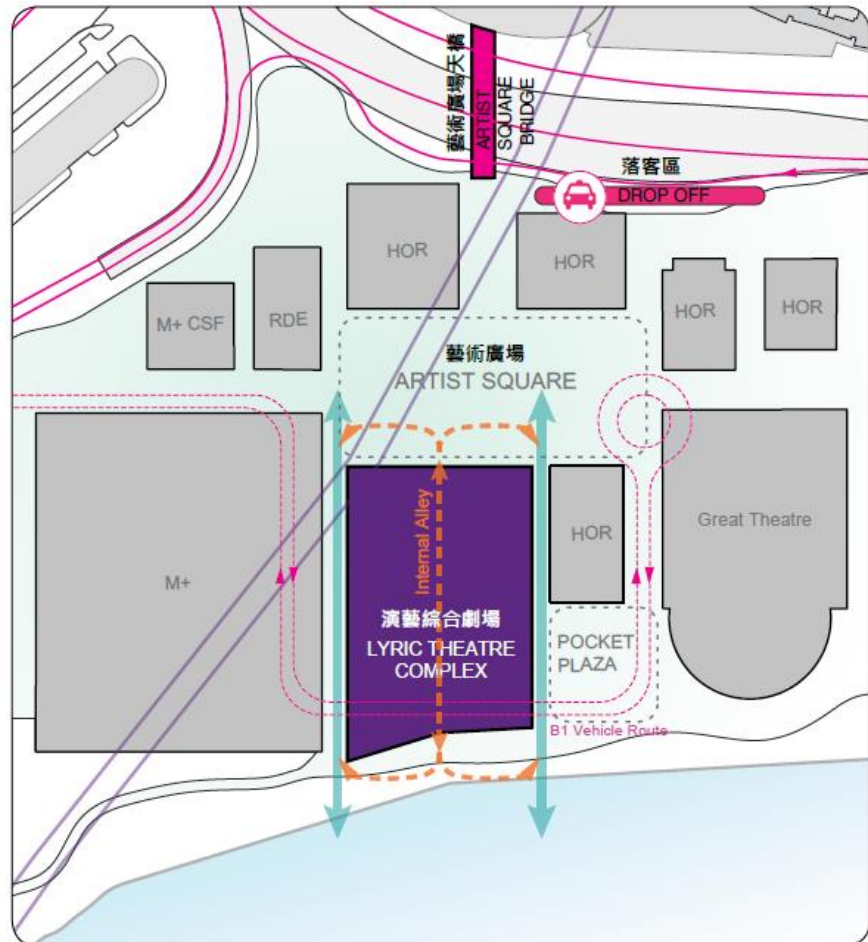 藝術廣場天橋
ARTIST
SQUARE
BRIDGE
落客區
DROP OFF
HOR
HOR
HOR
HOR
M+ CSF
RDE
藝術廣場
ARTIST SQUARE
Internal Alley
HOR
Great Theatre
M+
演藝綜合劇場
LYRIC THEATRE
COMPLEX
POCKET
PLAZA
B1 Vehicle Route